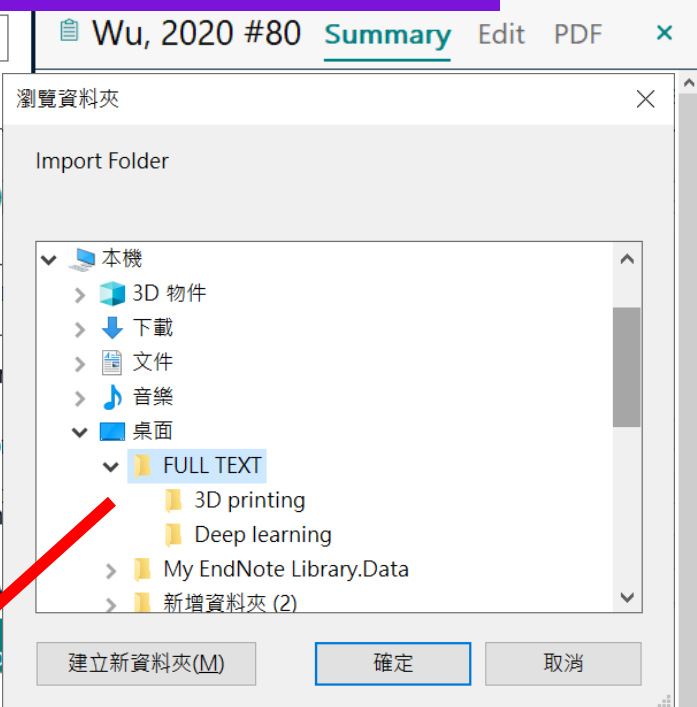 Wu, 2020 #80 Summary Edit PDF
瀏覽資料夾
Import Folder
本機
3D 物件
下載
文件
音樂
桌面
FULL TEXT
3D printing
Deep learning
My EndNote Library.Data
新增資料夾 (2)
建立新資料夾(M) 確定 取消